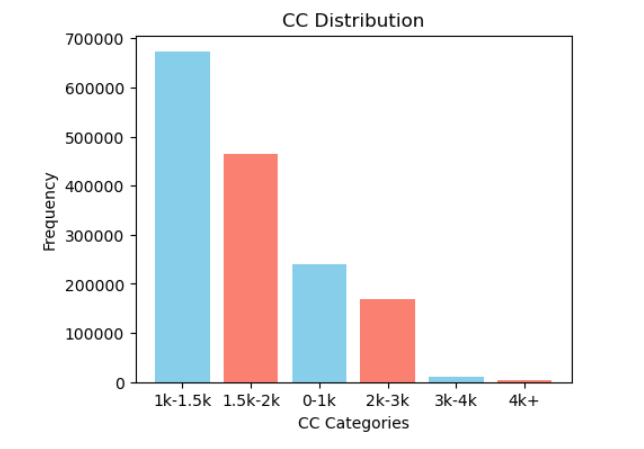 CC Distribution
Frequency
700000
600000
500000
400000
300000
200000
100000
0
1k-1.5k 1.5k-2k 0-1k 2k-3k 3k-4k 4k+
CC Categories